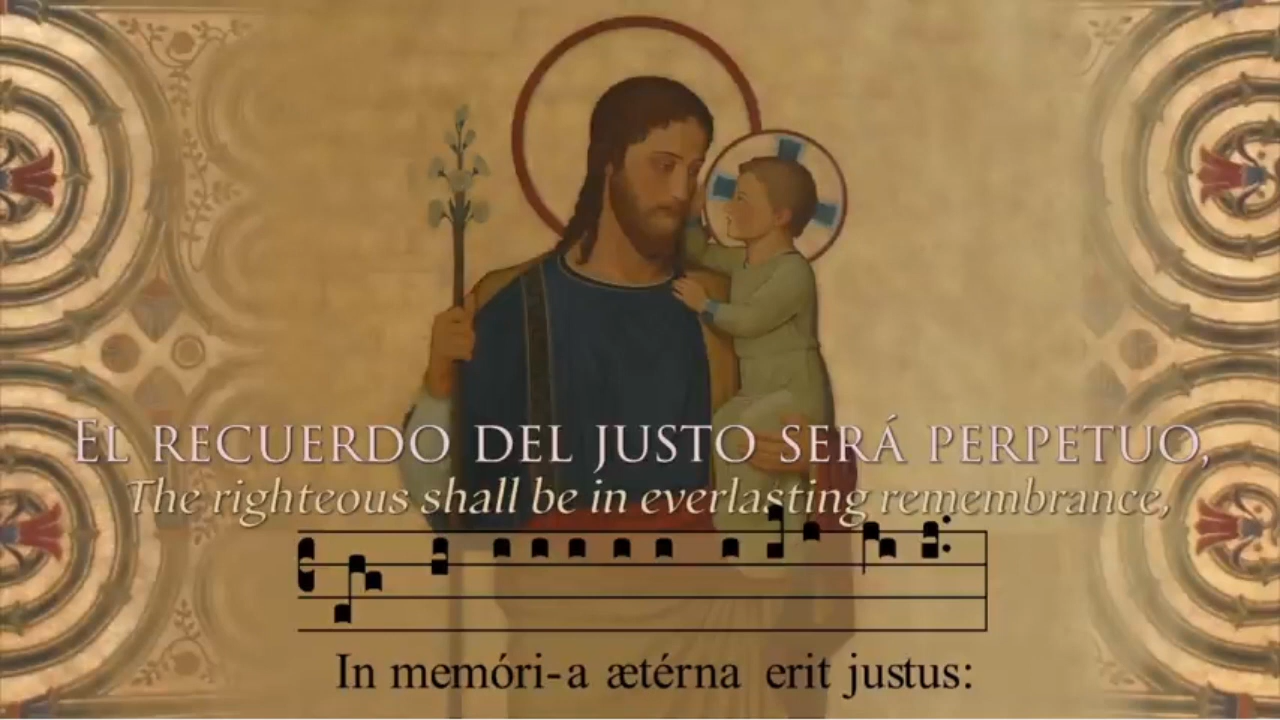 El recuerdo del justo será perpetuo,
The righteous shall be in everlasting remembrance,
In memóri-a ætérna erit justus: